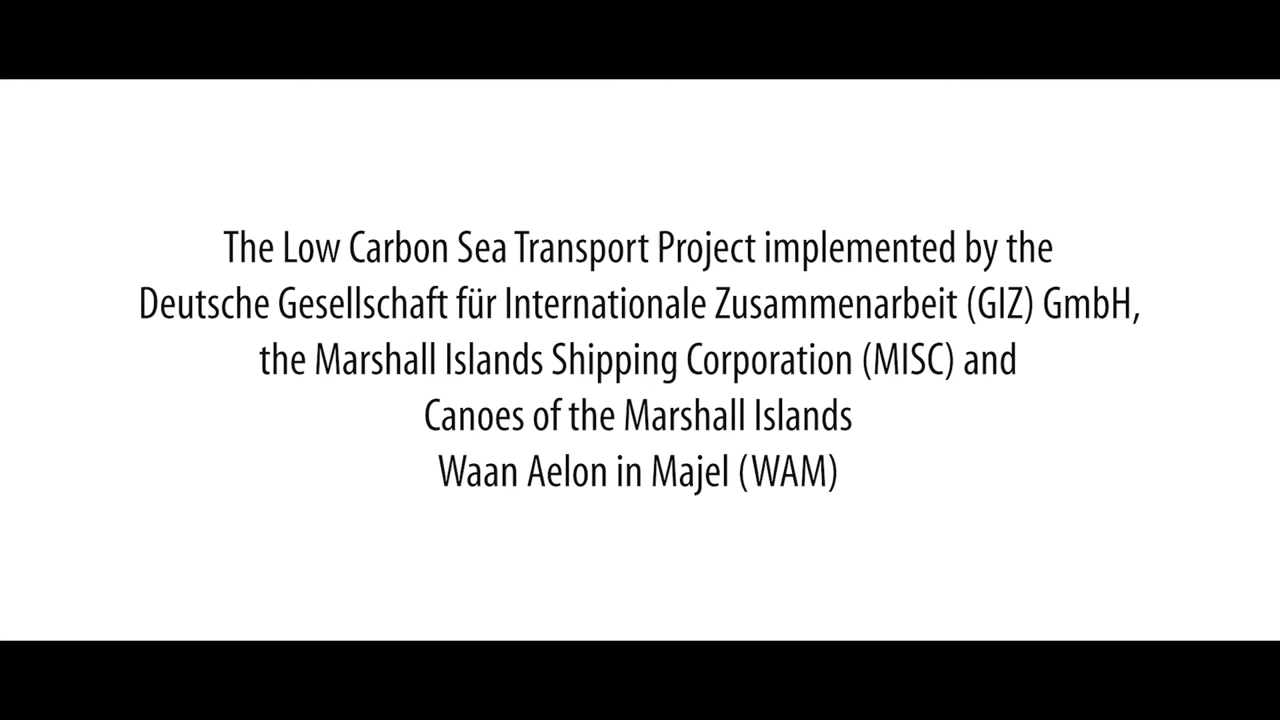 The Low Carbon Sea Transport Project implemented by the
Deutsche Gesellschaft für Internationale Zusammenarbeit (GIZ) GmbH,
the Marshall Islands Shipping Corporation (MISC) and
Canoes of the Marshall Islands
Waan Aelon in Majel (WAM)